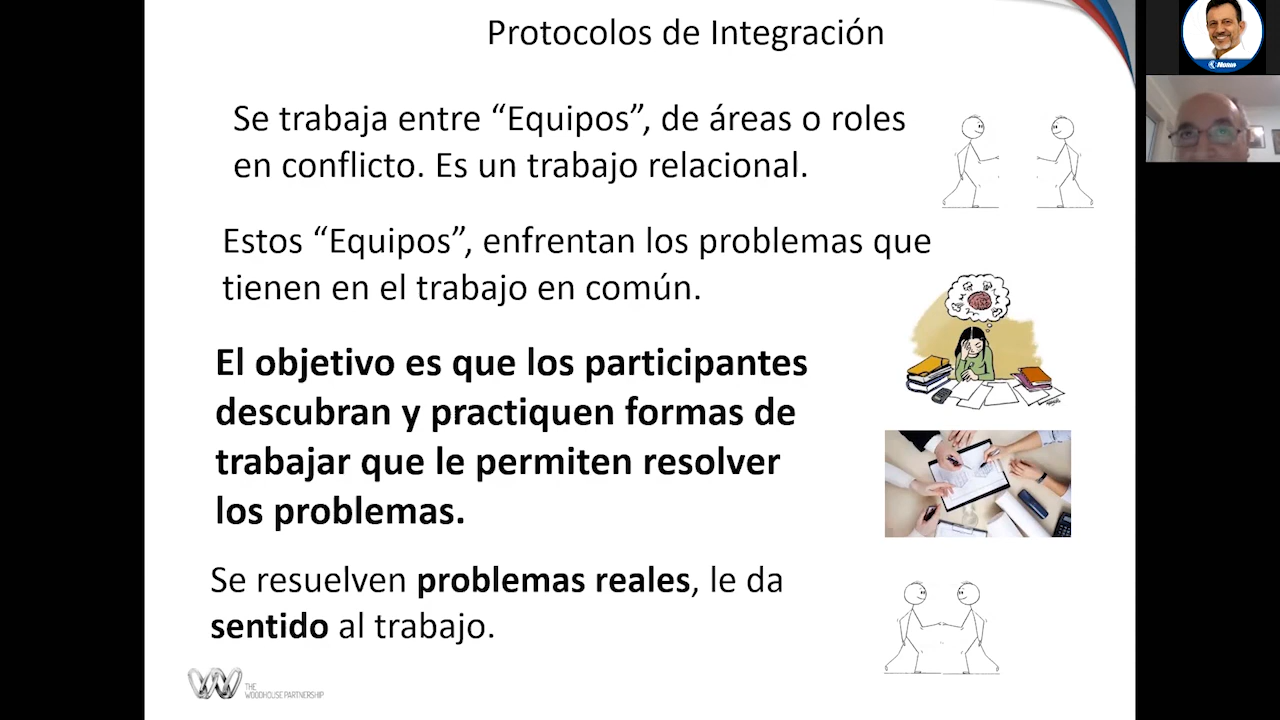 Protocolos de Integración
Se trabaja entre “Equipos”, de áreas o roles
en conflicto. Es un trabajo relacional.
Estos “Equipos”, enfrentan los problemas que
tienen en el trabajo en común.
El objetivo es que los participantes
descubran y practiquen formas de
trabajar que le permiten resolver
los problemas.
Se resuelven problemas reales, le da
sentido al trabajo.
THE
WOODHOUSE PARTNERSHIP